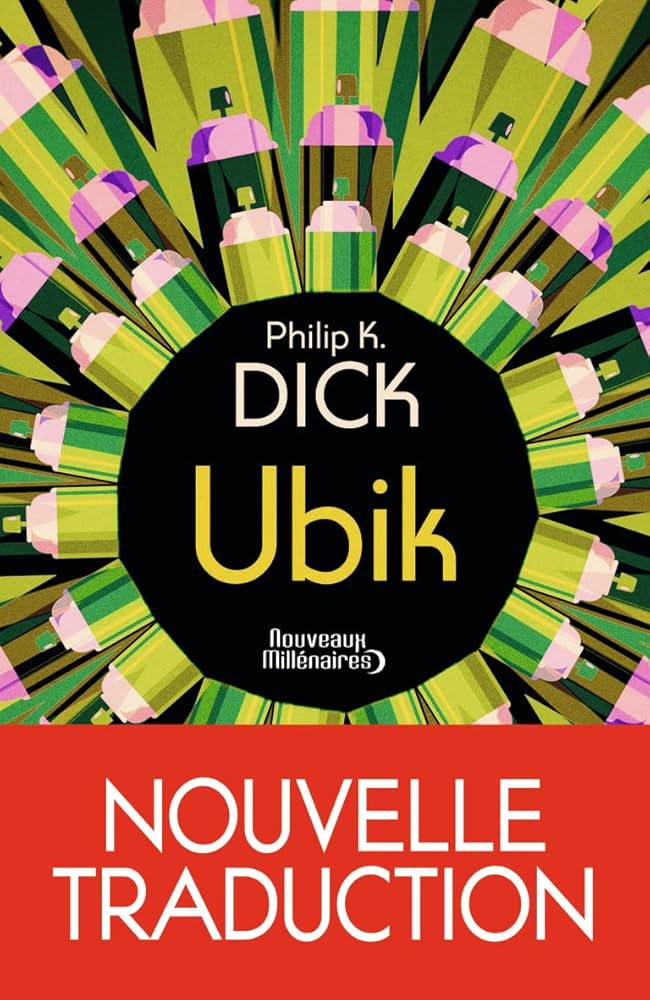 Philip K.
DICK
Ubik
Nouveaux
Millénaires
NOUVELLE
TRADUCTION